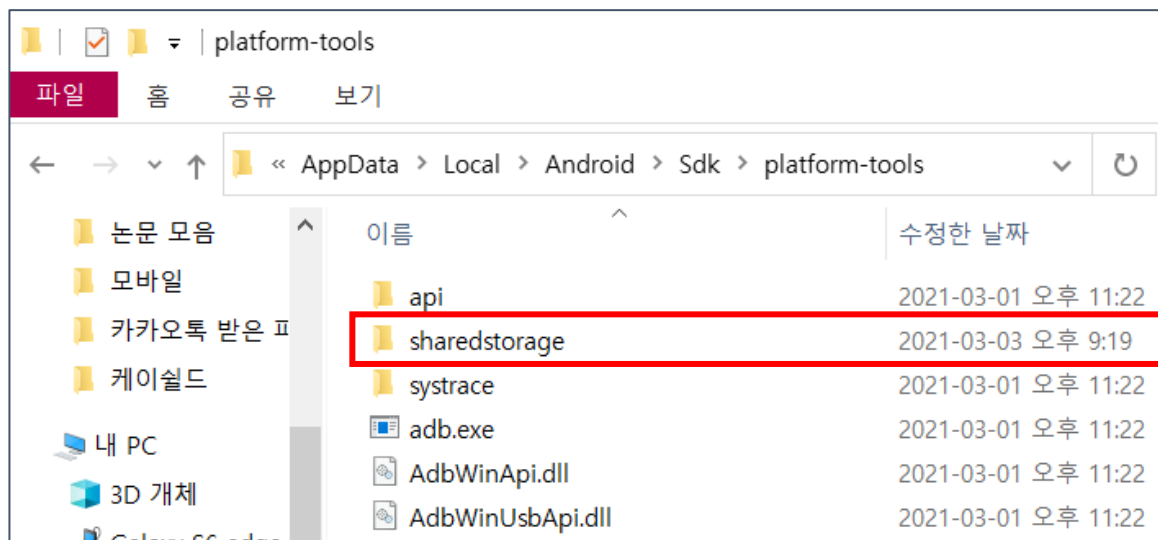 platform-tools
파일 홈 공유 보기
« AppData > Local > Android > Sdk > platform-tools
논문 모음
모바일
카카오톡 받은
케이쉴드
내 PC
3D 개체
이름 수정한 날짜
api 2021-03-01 오후 11:22
sharedstorage 2021-03-03 오후 9:19
systrace 2021-03-01 오후 11:22
adb.exe 2021-03-01 오후 11:22
AdbWinApi.dll 2021-03-01 오후 11:22
AdbWinUsbApi.dll 2021-03-01 오후 11:22